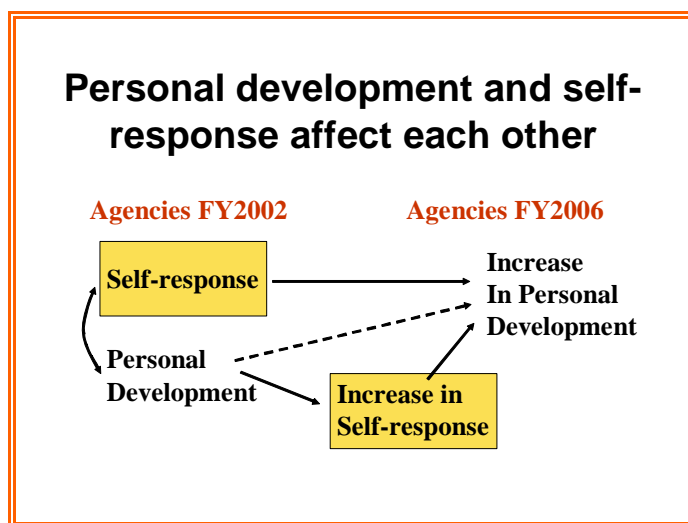 Personal development and self-
response affect each other
Agencies FY2002
Agencies FY2006
Self-response
Increase
In Personal
Development
Personal
Development
Increase in
Self-response